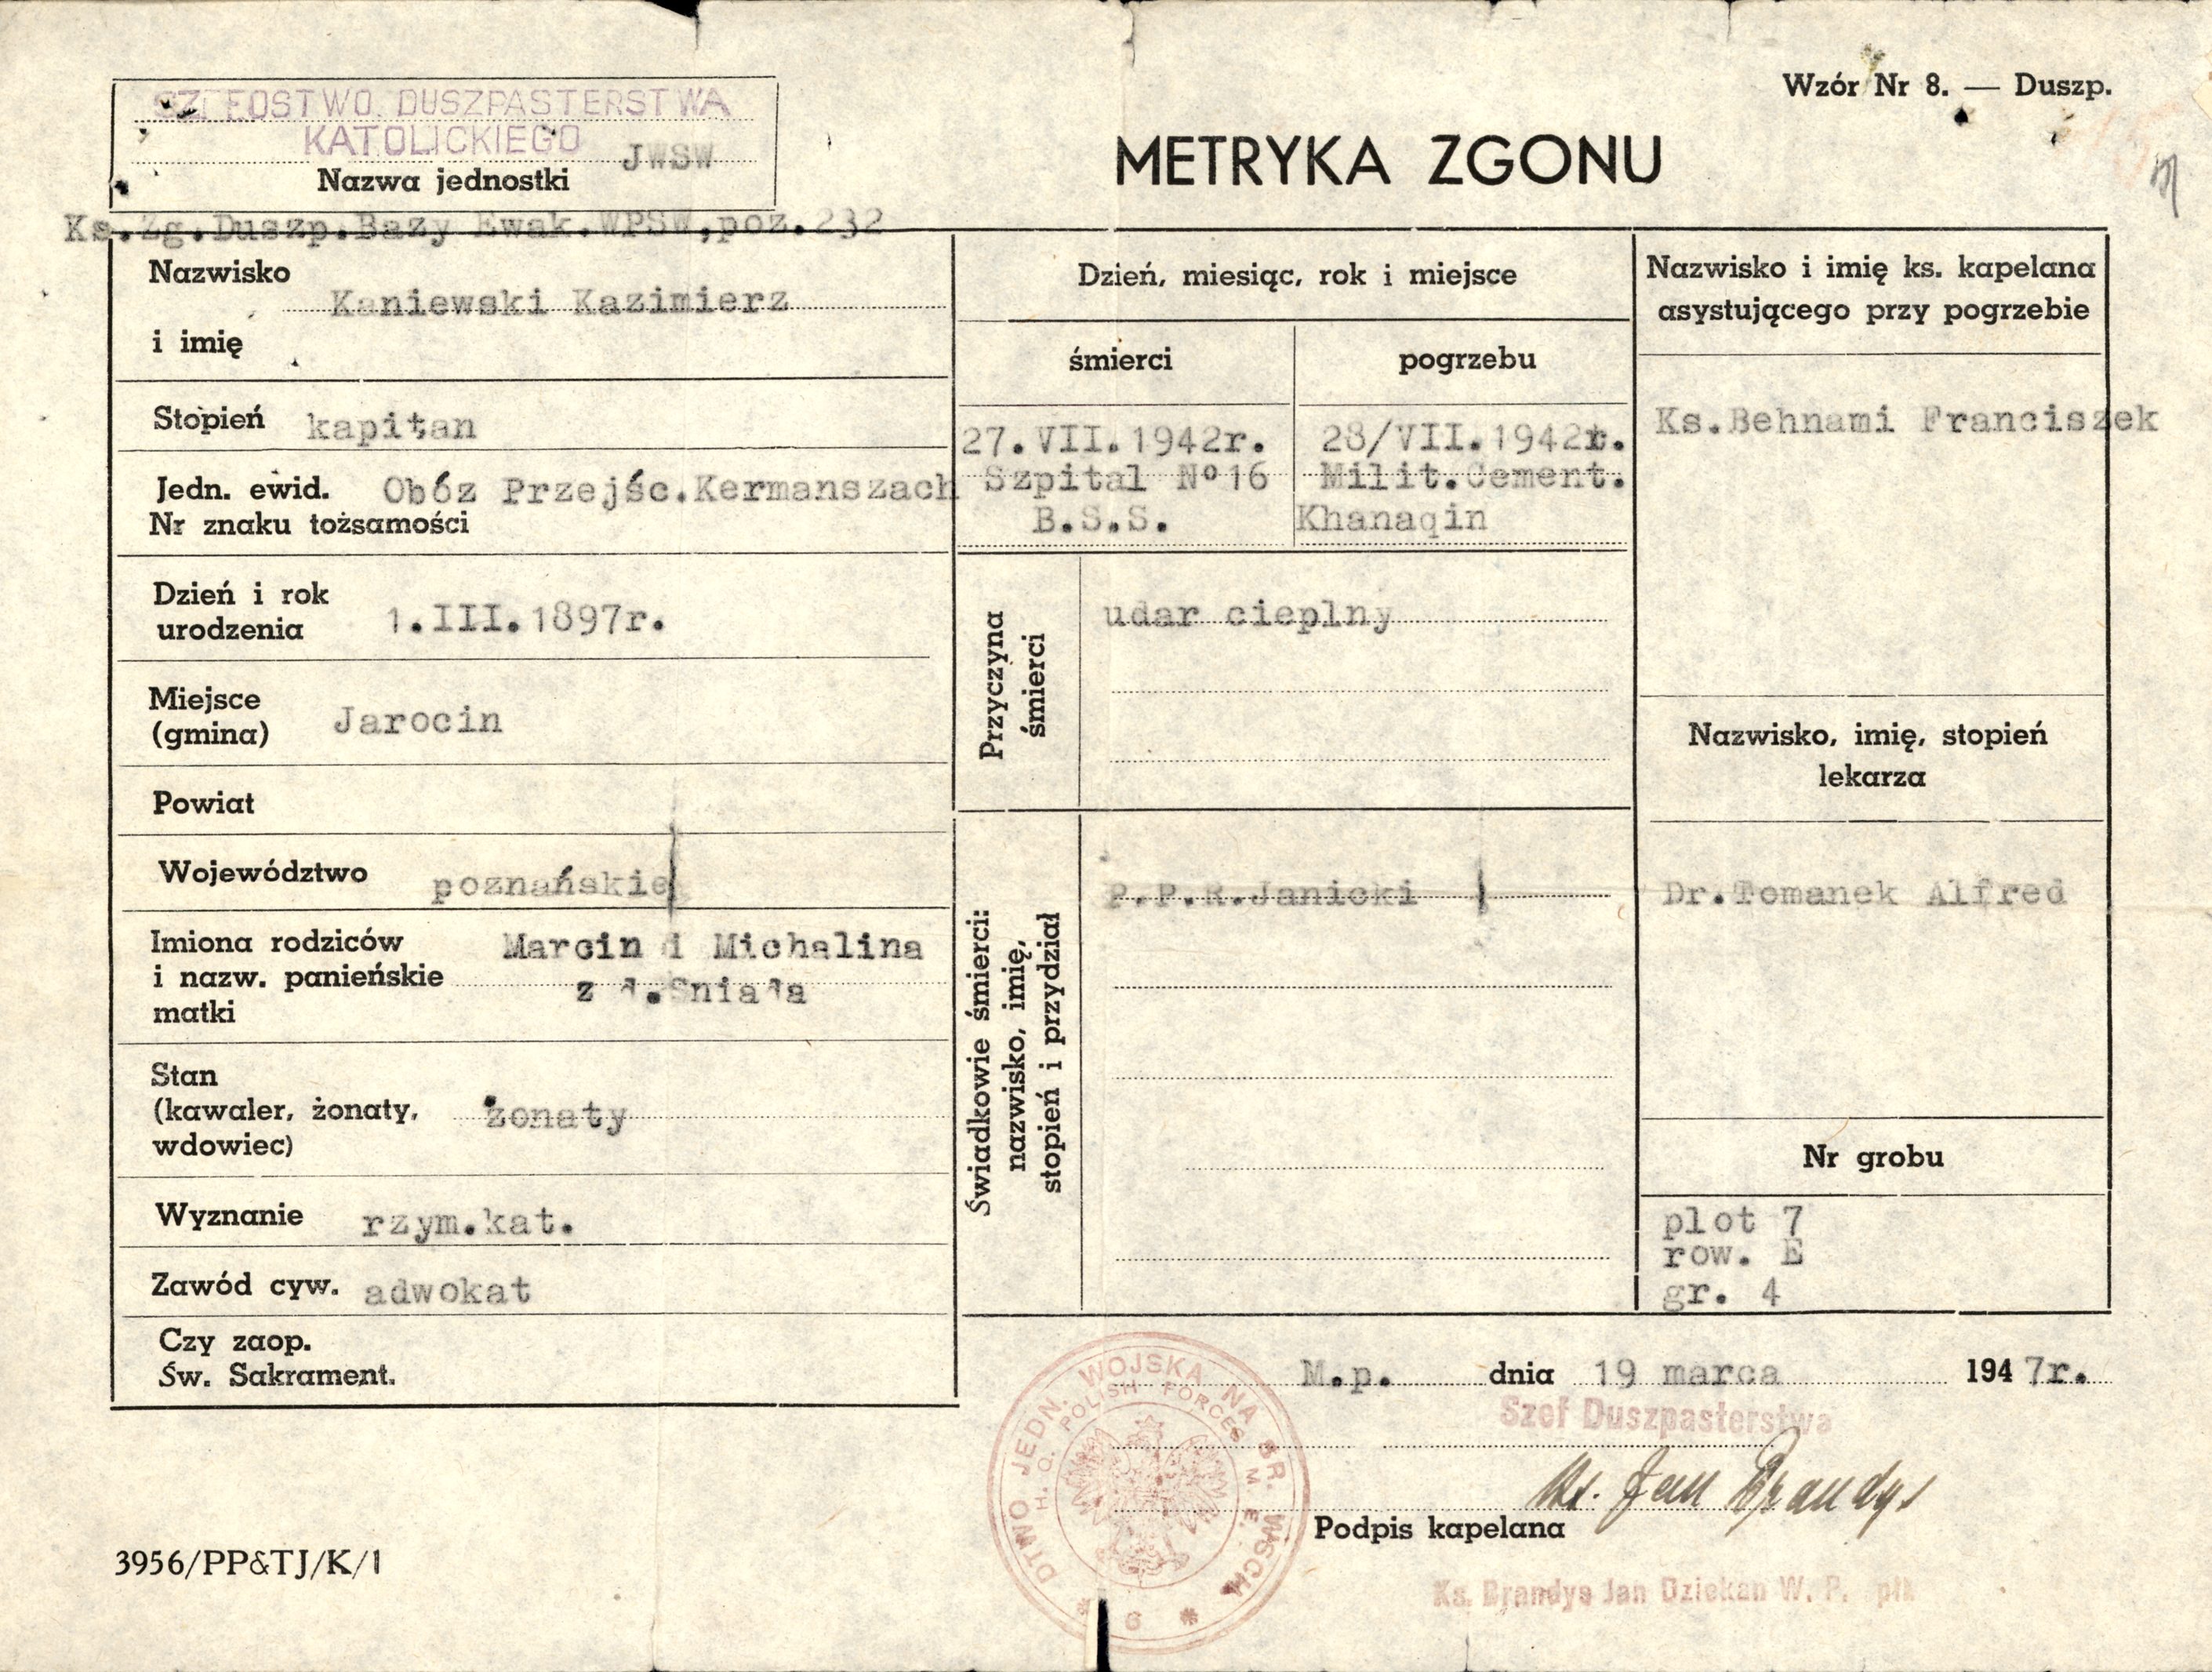 Wzór Nr 8. — Duszp.
SZEFOSTWO DUSZPASTERSTWA
KATOLICKIEGO JWSW
Nazwa jednostki
METRYKA ZGONU
Ks.Zg.Duszp.Bazy Ewak.WPSW,poz.232
Nazwisko
Kaniewski Kazimierz
i imię
Stopień kapitan
Jedn. ewid. Obóz Przejśc.Kermanszach
Nr znaku tożsamości
Dzień i rok
urodzenia 1.III.1897r.
Miejsce
(gmina) Jarocin
Powiat
Województwo poznańskie
Imiona rodziców Marcin i Michalina
i nazw. panieńskie
matki z d.Sniała
Stan
(kawaler, żonaty, żonaty
wdowiec)
Wyznanie rzym.kat.
Zawód cyw. adwokat
Czy zaop.
Św. Sakrament.
Dzień, miesiąc, rok i miejsce
śmierci
27.VII.1942r.
Szpital Nº16
B.S.S.
pogrzebu
28/VII.1942r.
Milit.Cement.
Khanaqin
Przyczyna
śmierci
udar cieplny
Świadkowie śmierci:
nazwisko, imię,
stopień i przydział
P.P.R.Janicki
Nazwisko i imię ks. kapelana
asystującego przy pogrzebie
Ks.Behnami Franciszek
Nazwisko, imię, stopień
lekarza
Dr.Tomanek Alfred
Nr grobu
plot 7
row. E
gr. 4
M.p. dnia 19 marca 1947r.
Szef Duszpasterstwa
Ks. Jan Brandys
Podpis kapelana
Ks. Brandys Jan Dziekan W. P. płk
DTWO JEDN. WOJSKA NA ŚR. WSCH.
H. Q. POLISH FORCES M. E.
6
3956/PP&TJ/K/1